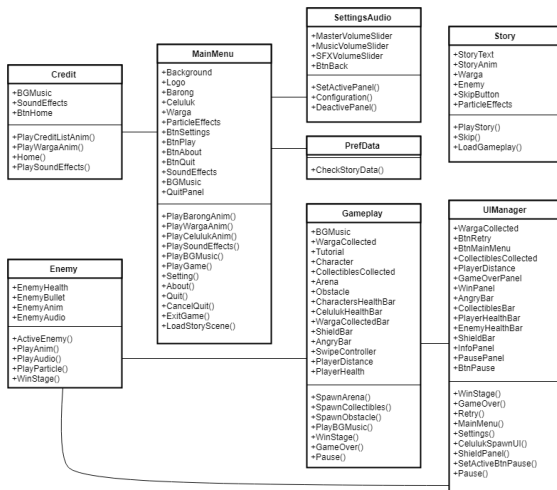 Credit
+BGMusic
+SoundEffects
+BtnHome
+PlayCreditListAnim()
+PlayWargaAnim()
+Home()
+PlaySoundEffects()
MainMenu
+Background
+Logo
+Barong
+Celuluk
+Warga
+ParticleEffects
+BtnSettings
+BtnPlay
+BtnAbout
+BtnQuit
+SoundEffects
+BGMusic
+QuitPanel
+PlayBarongAnim()
+PlayWargaAnim()
+PlayCelulukAnim()
+PlaySoundEffects()
+PlayBGMusic()
+PlayGame()
+Setting()
+About()
+Quit()
+CancelQuit()
+ExitGame()
+LoadStoryScene()
SettingsAudio
+MasterVolumeSlider
+MusicVolumeSlider
+SFXVolumeSlider
+BtnBack
+SetActivePanel()
+Configuration()
+DeactivePanel()
PrefData
+CheckStoryData()
Story
+StoryText
+StoryAnim
+Warga
+Enemy
+SkipButton
+ParticleEffects
+PlayStory()
+Skip()
+LoadGameplay()
Enemy
+EnemyHealth
+EnemyBullet
+EnemyAnim
+EnemyAudio
+ActiveEnemy()
+PlayAnim()
+PlayAudio()
+PlayParticle()
+WinStage()
Gameplay
+BGMusic
+WargaCollected
+Tutorial
+Character
+CollectiblesCollected
+Arena
+Obstacle
+CharactersHealthBar
+CelulukHealthBar
+WargaCollectedBar
+ShieldBar
+AngryBar
+SwipeController
+PlayerDistance
+PlayerHealth
+SpawnArena()
+SpawnCollectibles()
+SpawnObstacle()
+PlayBGMusic()
+WinStage()
+GameOver()
+Pause()
UIManager
+WargaCollected
+BtnRetry
+BtnMainMenu
+CollectiblesCollected
+PlayerDistance
+GameOverPanel
+WinPanel
+AngryBar
+CollectiblesBar
+PlayerHealthBar
+EnemyHealthBar
+ShieldBar
+InfoPanel
+PausePanel
+BtnPause
+WinStage()
+GameOver()
+Retry()
+MainMenu()
+Settings()
+CelulukSpawnUI()
+ShieldPanel()
+SetActiveBtnPause()
+Pause()